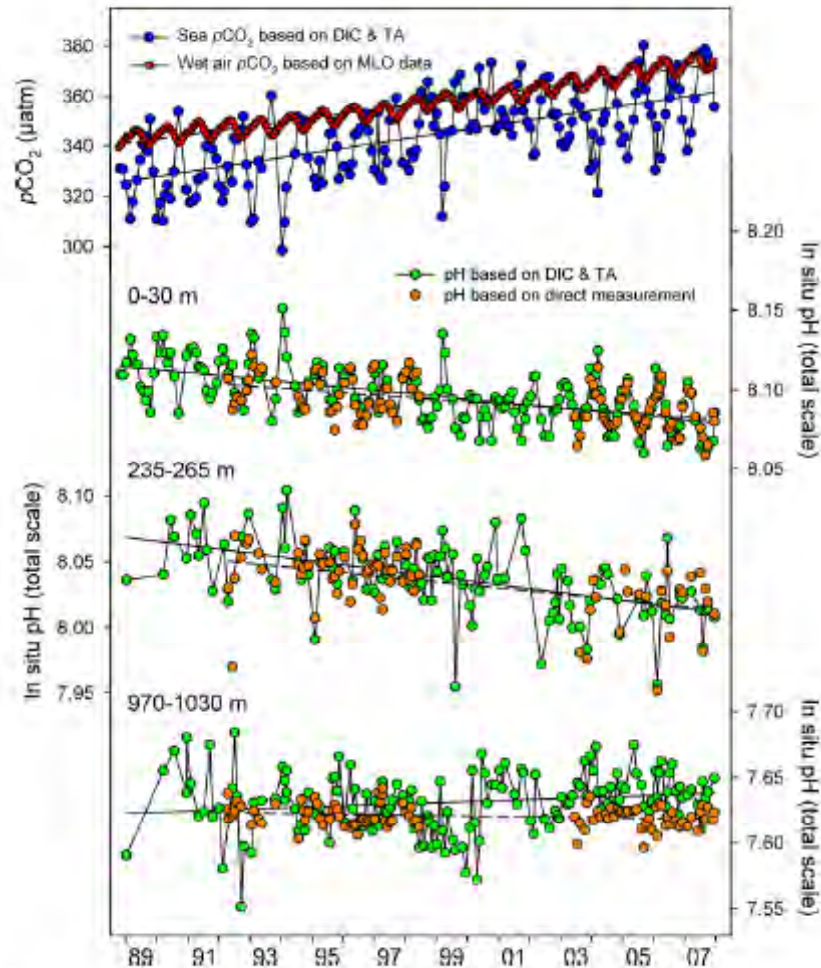 Sea pCO2 based on DIC & TA
Wet air pCO2 based on MLO data
380
360
340
320
300
pCO2 (µatm)
8.20
8.15
8.10
8.05
In situ pH (total scale)
pH based on DIC & TA
pH based on direct measurement
0-30 m
235-265 m
8.10
8.05
8.00
7.95
In situ pH (total scale)
970-1030 m
7.70
7.65
7.60
7.55
In situ pH (total scale)
89 91 93 95 97 99 01 03 05 07